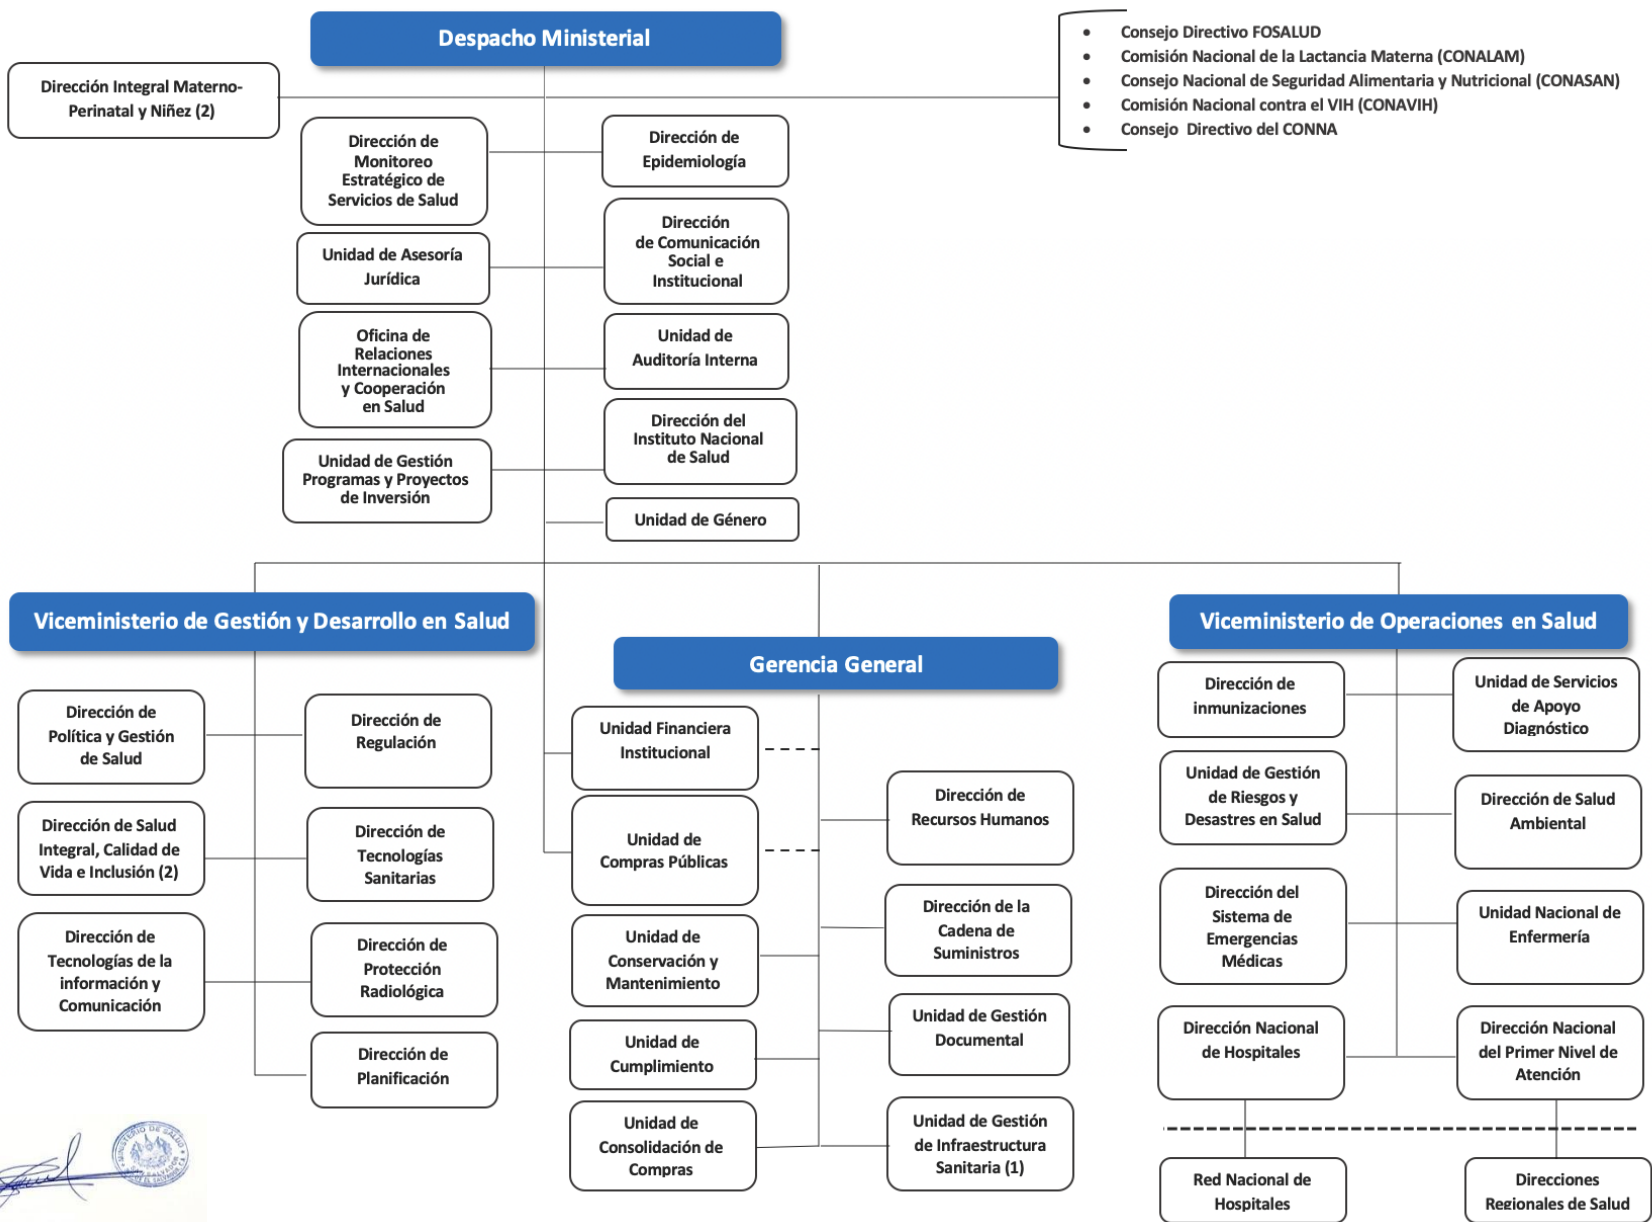 Despacho Ministerial
Dirección Integral Materno-
Perinatal y Niñez (2)
• Consejo Directivo FOSALUD
• Comisión Nacional de la Lactancia Materna (CONALAM)
• Consejo Nacional de Seguridad Alimentaria y Nutricional (CONASAN)
• Comisión Nacional contra el VIH (CONAVIH)
• Consejo Directivo del CONNA
Dirección de
Monitoreo
Estratégico de
Servicios de Salud
Dirección de
Epidemiología
Unidad de Asesoría
Jurídica
Dirección
de Comunicación
Social e
Institucional
Oficina de
Relaciones
Internacionales
y Cooperación
en Salud
Unidad de
Auditoría Interna
Unidad de Gestión
Programas y Proyectos
de Inversión
Dirección del
Instituto Nacional
de Salud
Unidad de Género
Viceministerio de Gestión y Desarrollo en Salud
Dirección de
Política y Gestión
de Salud
Dirección de
Regulación
Dirección de Salud
Integral, Calidad de
Vida e Inclusión (2)
Dirección de
Tecnologías
Sanitarias
Dirección de
Tecnologías de la
información y
Comunicación
Dirección de
Protección
Radiológica
Dirección de
Planificación
Gerencia General
Unidad Financiera
Institucional
Unidad de
Compras Públicas
Dirección de
Recursos Humanos
Unidad de
Conservación y
Mantenimiento
Dirección de la
Cadena de
Suministros
Unidad de
Cumplimiento
Unidad de Gestión
Documental
Unidad de
Consolidación de
Compras
Unidad de Gestión
de Infraestructura
Sanitaria (1)
Viceministerio de Operaciones en Salud
Dirección de
inmunizaciones
Unidad de Servicios
de Apoyo
Diagnóstico
Unidad de Gestión
de Riesgos y
Desastres en Salud
Dirección de Salud
Ambiental
Dirección del
Sistema de
Emergencias
Médicas
Unidad Nacional de
Enfermería
Dirección Nacional
de Hospitales
Dirección Nacional
del Primer Nivel de
Atención
Red Nacional de
Hospitales
Direcciones
Regionales de Salud
MINISTERIO DE SALUD